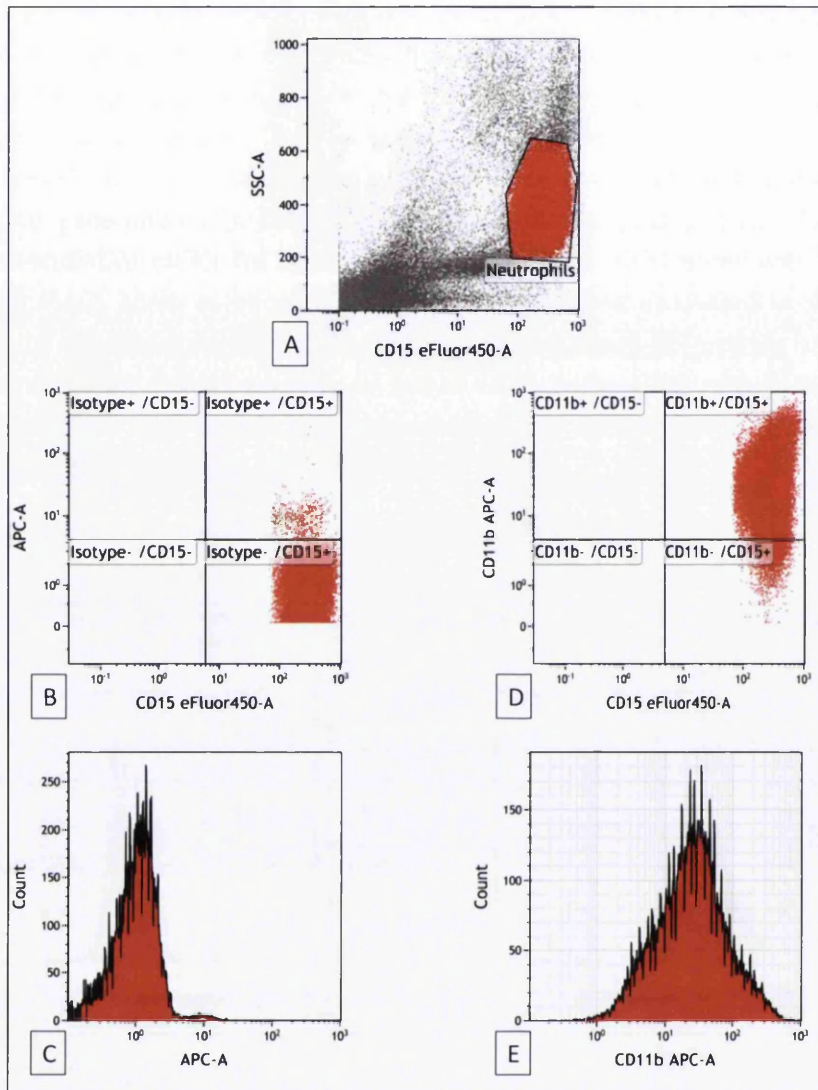 1000
800
600
400
200
0
SSC-A
Neutrophils
10-1 100 101 102 103
CD15 eFluor450-A
A
Isotype+ /CD15- Isotype+ /CD15+
Isotype- /CD15- Isotype- /CD15+
103
102
101
100
0
APC-A
10-1 100 101 102 103
CD15 eFluor450-A
B
CD11b+ /CD15- CD11b+/CD15+
CD11b- /CD15- CD11b- /CD15+
103
102
101
100
0
CD11b APC-A
10-1 100 101 102 103
CD15 eFluor450-A
D
250
200
150
100
50
0
Count
100 101 102 103
APC-A
C
150
100
50
0
Count
100 101 102 103
CD11b APC-A
E